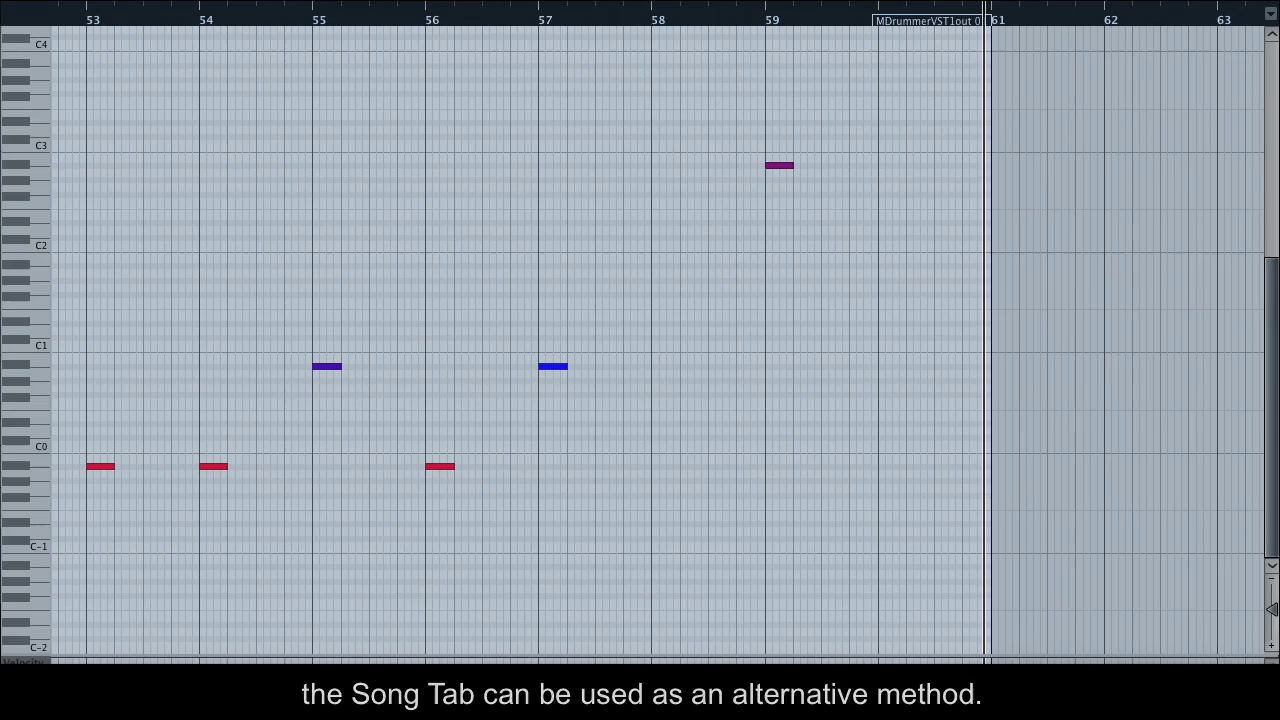 53 54 55 56 57 58 59 MDrummerVST1out 0 61 62 63
C4
C3
C2
C1
C0
C-1
C-2
Velocity
the Song Tab can be used as an alternative method.